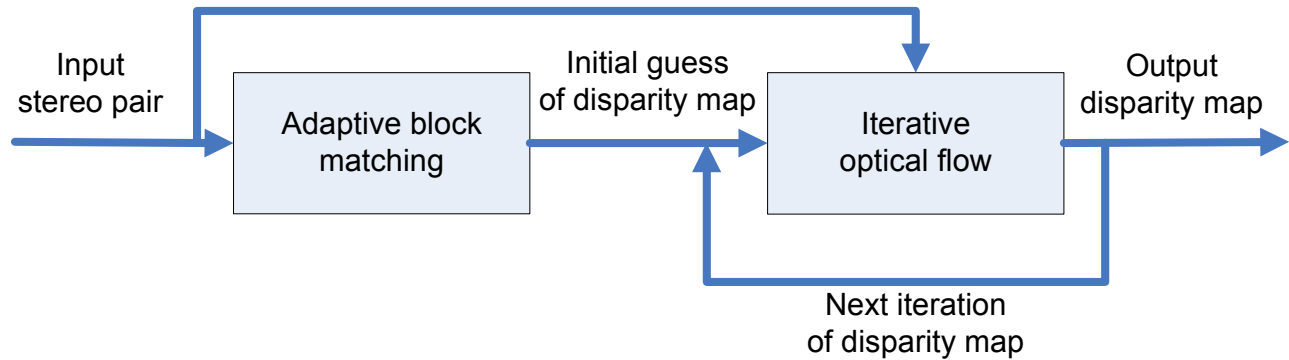 Input
stereo pair
Adaptive block
matching
Initial guess
of disparity map
Iterative
optical flow
Output
disparity map
Next iteration
of disparity map